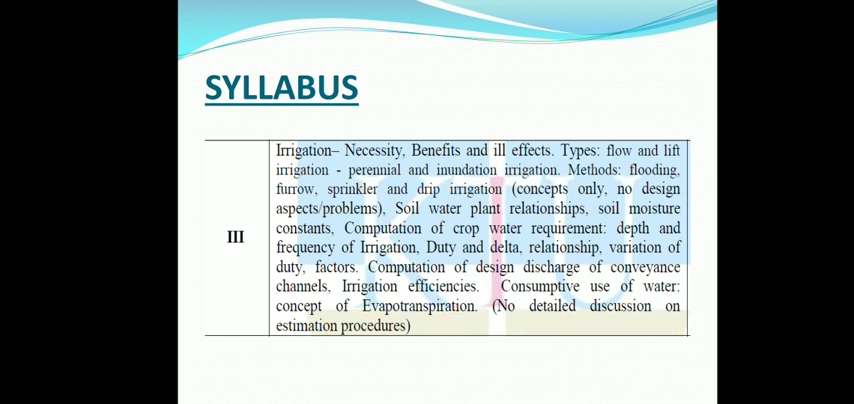 SYLLABUS
Irrigation– Necessity, Benefits and ill effects. Types: flow and lift
irrigation - perennial and inundation irrigation. Methods: flooding,
furrow, sprinkler and drip irrigation (concepts only, no design
aspects/problems), Soil water plant relationships, soil moisture
constants, Computation of crop water requirement: depth and
III
frequency of Irrigation, Duty and delta, relationship, variation of
duty, factors. Computation of design discharge of conveyance
channels, Irrigation efficiencies. Consumptive use of water:
concept of Evapotranspiration. (No detailed discussion on
estimation procedures)
KTU